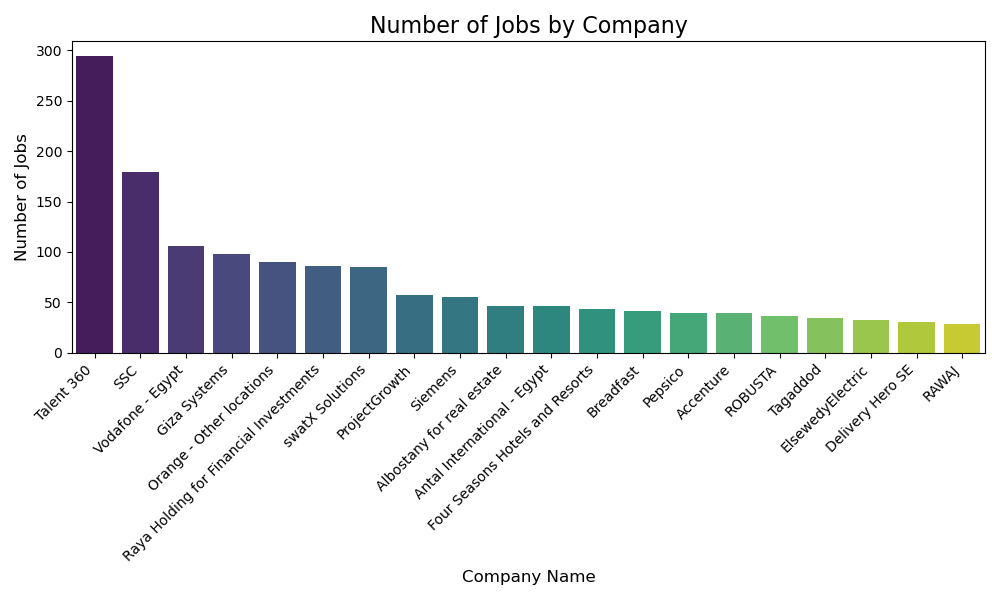 Number of Jobs by Company
Number of Jobs
300
250
200
150
100
50
0
Talent 360
SSC
Vodafone - Egypt
Giza Systems
Orange - Other locations
Raya Holding for Financial Investments
swatX Solutions
ProjectGrowth
Siemens
Albostany for real estate
Antal International - Egypt
Four Seasons Hotels and Resorts
Breadfast
Pepsico
Accenture
ROBUSTA
Tagaddod
ElsewedyElectric
Delivery Hero SE
RAWAJ
Company Name